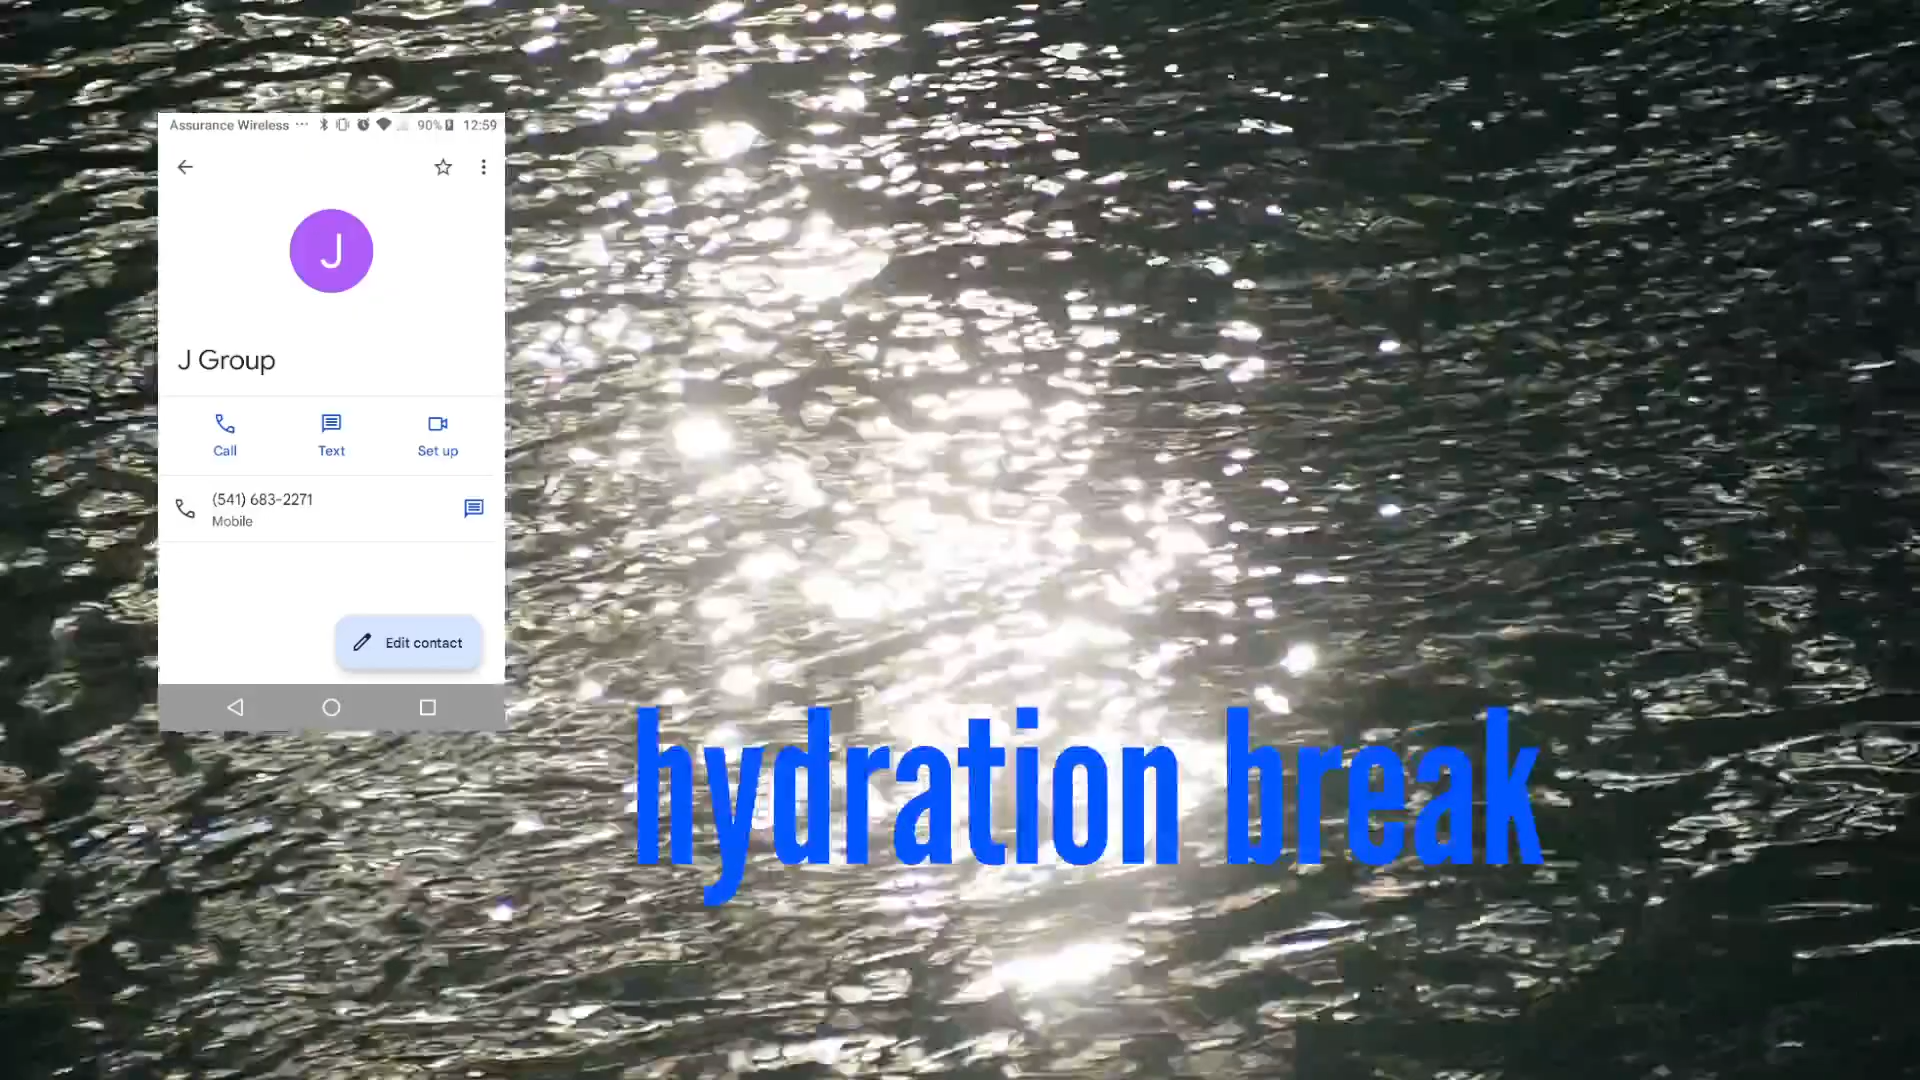 Assurance Wireless ··· 90% 12:59
J
J Group
Call Text Set up
(541) 683-2271
Mobile
Edit contact
hydration break